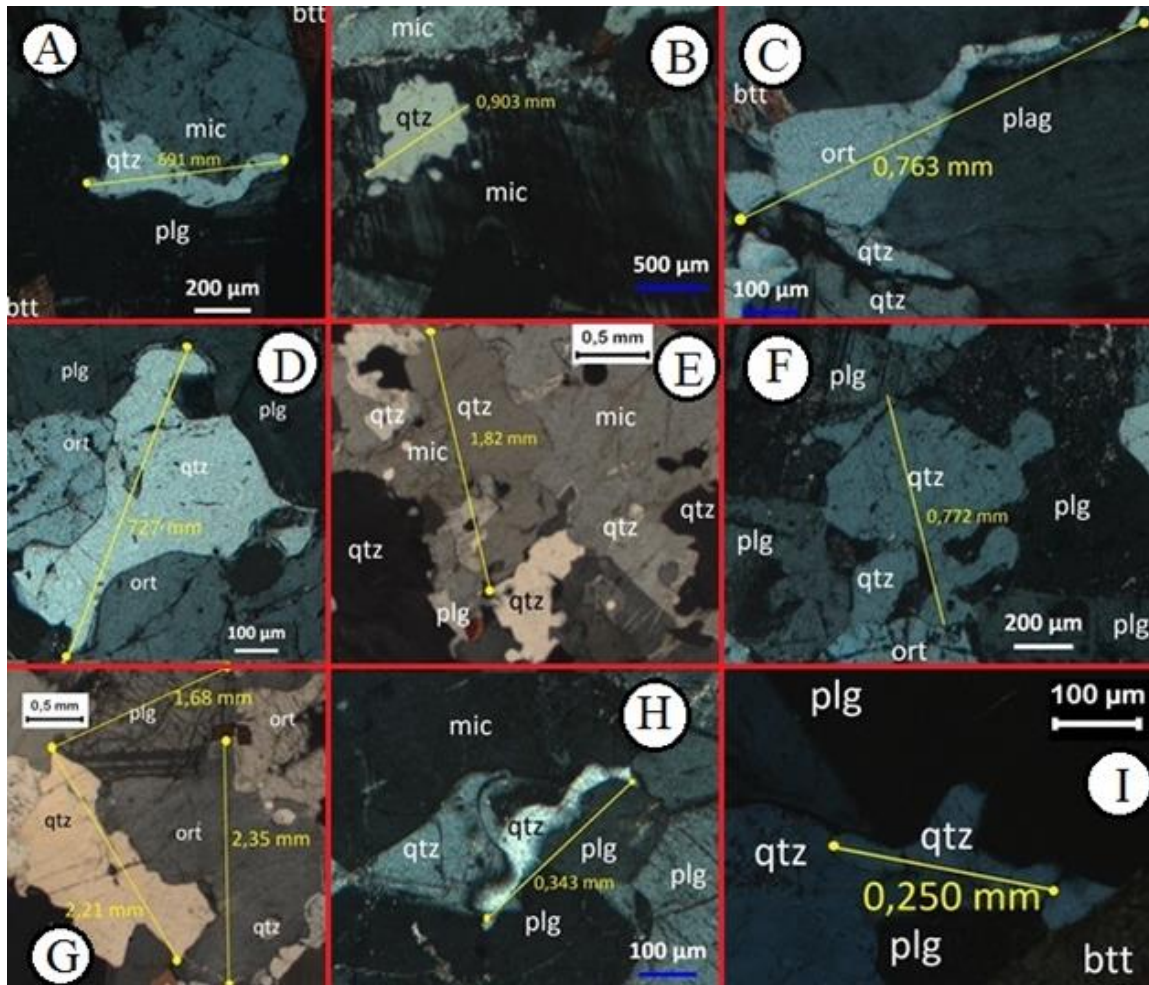 btt
A
mic
qtz
691 mm
plg
200 µm
btt
mic
B
qtz
0,903 mm
mic
500 µm
C
btt
plag
ort
0,763 mm
qtz
100 µm
qtz
D
plg
plg
ort
qtz
727 mm
ort
100 µm
0,5 mm
E
qtz
qtz
mic
mic
1,82 mm
qtz
qtz
qtz
plg
qtz
plg
F
qtz
plg
plg
0,772 mm
qtz
200 µm
plg
ort
1,68 mm
plg
0,5 mm
ort
qtz
ort
2,35 mm
2,21 mm
qtz
G
H
mic
qtz
qtz
plg
plg
0,343 mm
plg
100 µm
plg
100 µm
I
qtz
qtz
0,250 mm
plg
btt